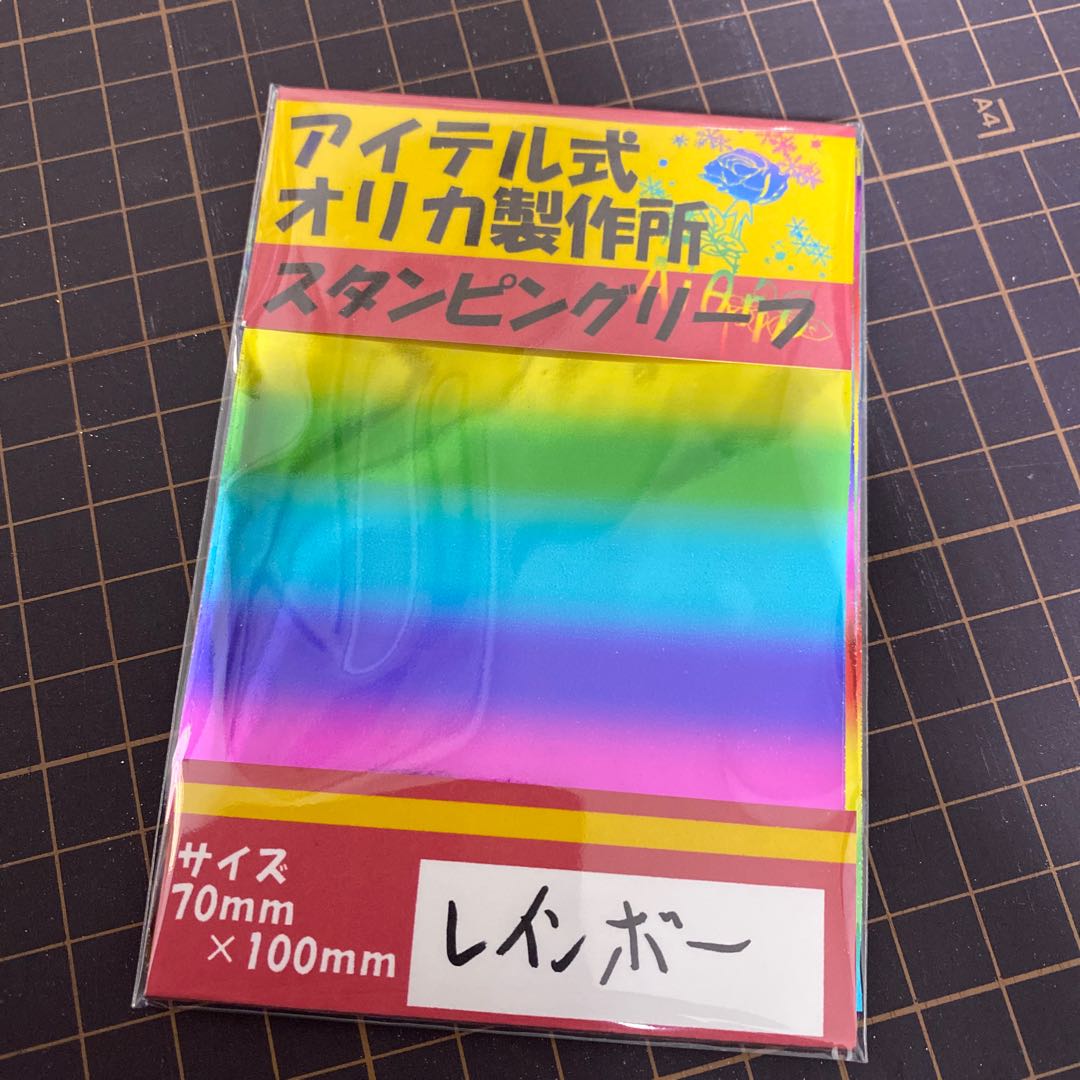 アイテル式
オリカ製作所
スタンピングリーフ
サイズ
70mm
×100mm
レインボー
A4